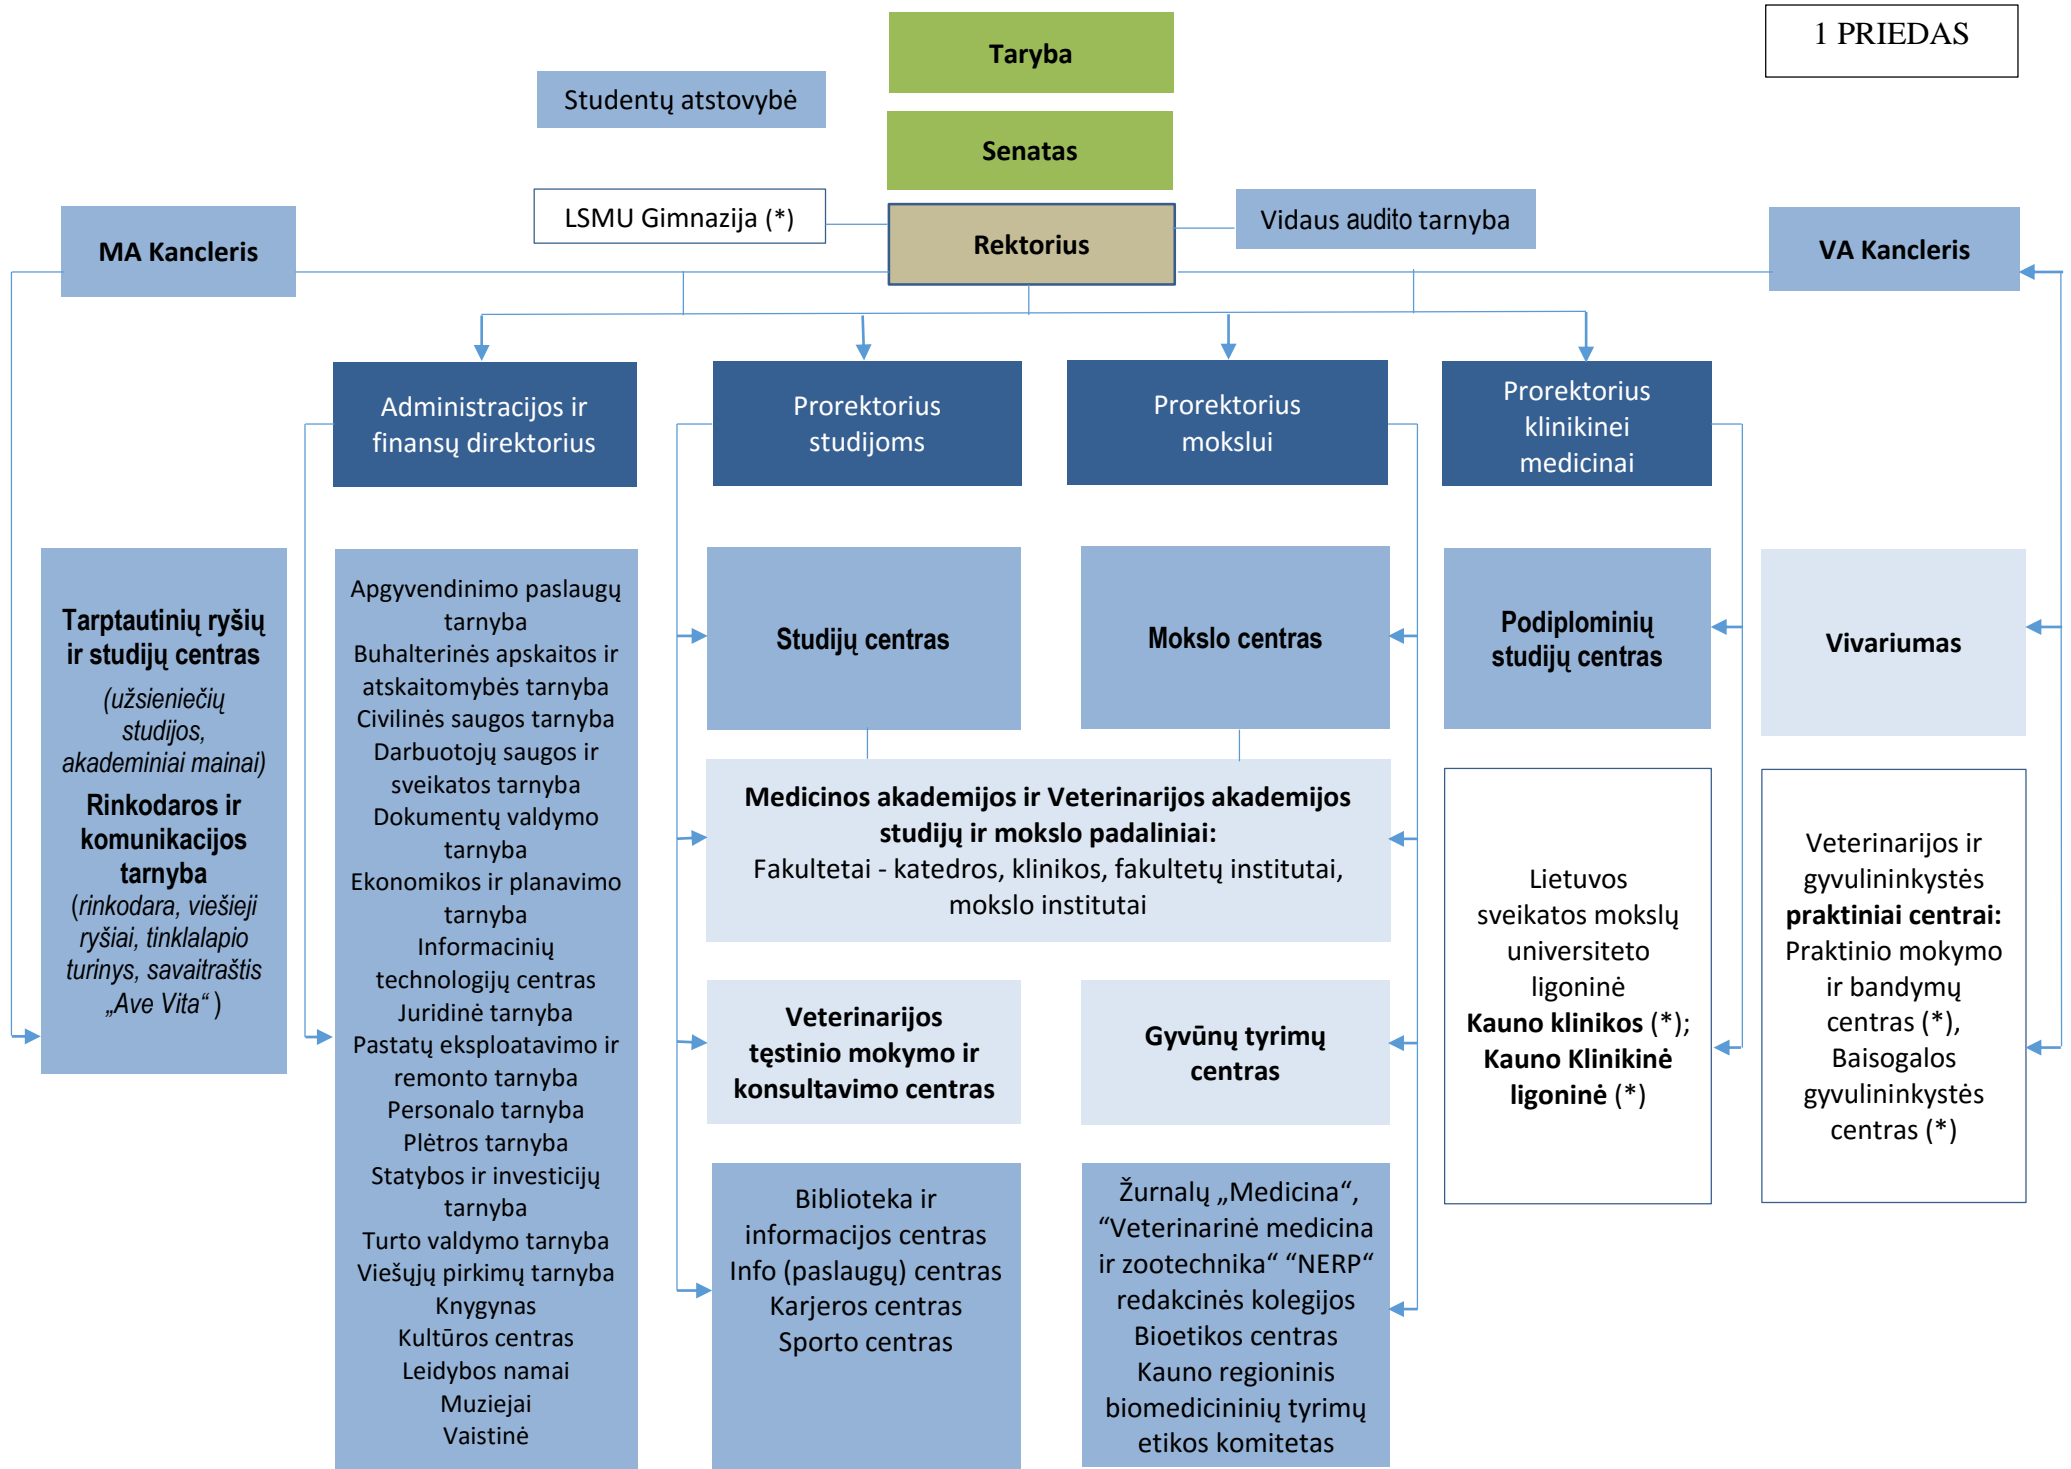 1 PRIEDAS
Taryba
Studentų atstovybė
Senatas
LSMU Gimnazija (*)
Vidaus audito tarnyba
MA Kancleris
Rektorius
VA Kancleris
Administracijos ir
finansų direktorius
Prorektorius
studijoms
Prorektorius
mokslui
Prorektorius
klinikinei
medicinai
Tarptautinių ryšių
ir studijų centras
(užsieniečių
studijos,
akademiniai mainai)
Rinkodaros ir
komunikacijos
tarnyba
(rinkodara, viešieji
ryšiai, tinklalapio
turinys, savaitraštis
„Ave Vita“ )
Apgyvendinimo paslaugų
tarnyba
Buhalterinės apskaitos ir
atskaitomybės tarnyba
Civilinės saugos tarnyba
Darbuotojų saugos ir
sveikatos tarnyba
Dokumentų valdymo
tarnyba
Ekonomikos ir planavimo
tarnyba
Informacinių
technologijų centras
Juridinė tarnyba
Pastatų eksploatavimo ir
remonto tarnyba
Personalo tarnyba
Plėtros tarnyba
Statybos ir investicijų
tarnyba
Turto valdymo tarnyba
Viešųjų pirkimų tarnyba
Knygynas
Kultūros centras
Leidybos namai
Muziejai
Vaistinė
Studijų centras
Mokslo centras
Podiplominių
studijų centras
Vivariumas
Medicinos akademijos ir Veterinarijos akademijos
studijų ir mokslo padaliniai:
Fakultetai - katedros, klinikos, fakultetų institutai,
mokslo institutai
Veterinarijos
tęstinio mokymo ir
konsultavimo centras
Gyvūnų tyrimų
centras
Lietuvos
sveikatos mokslų
universiteto
ligoninė
Kauno klinikos (*);
Kauno Klinikinė
ligoninė (*)
Veterinarijos ir
gyvulininkystės
praktiniai centrai:
Praktinio mokymo
ir bandymų
centras (*),
Baisogalos
gyvulininkystės
centras (*)
Biblioteka ir
informacijos centras
Info (paslaugų) centras
Karjeros centras
Sporto centras
Žurnalų „Medicina“,
“Veterinarinė medicina
ir zootechnika“ “NERP“
redakcinės kolegijos
Bioetikos centras
Kauno regioninis
biomedicininių tyrimų
etikos komitetas